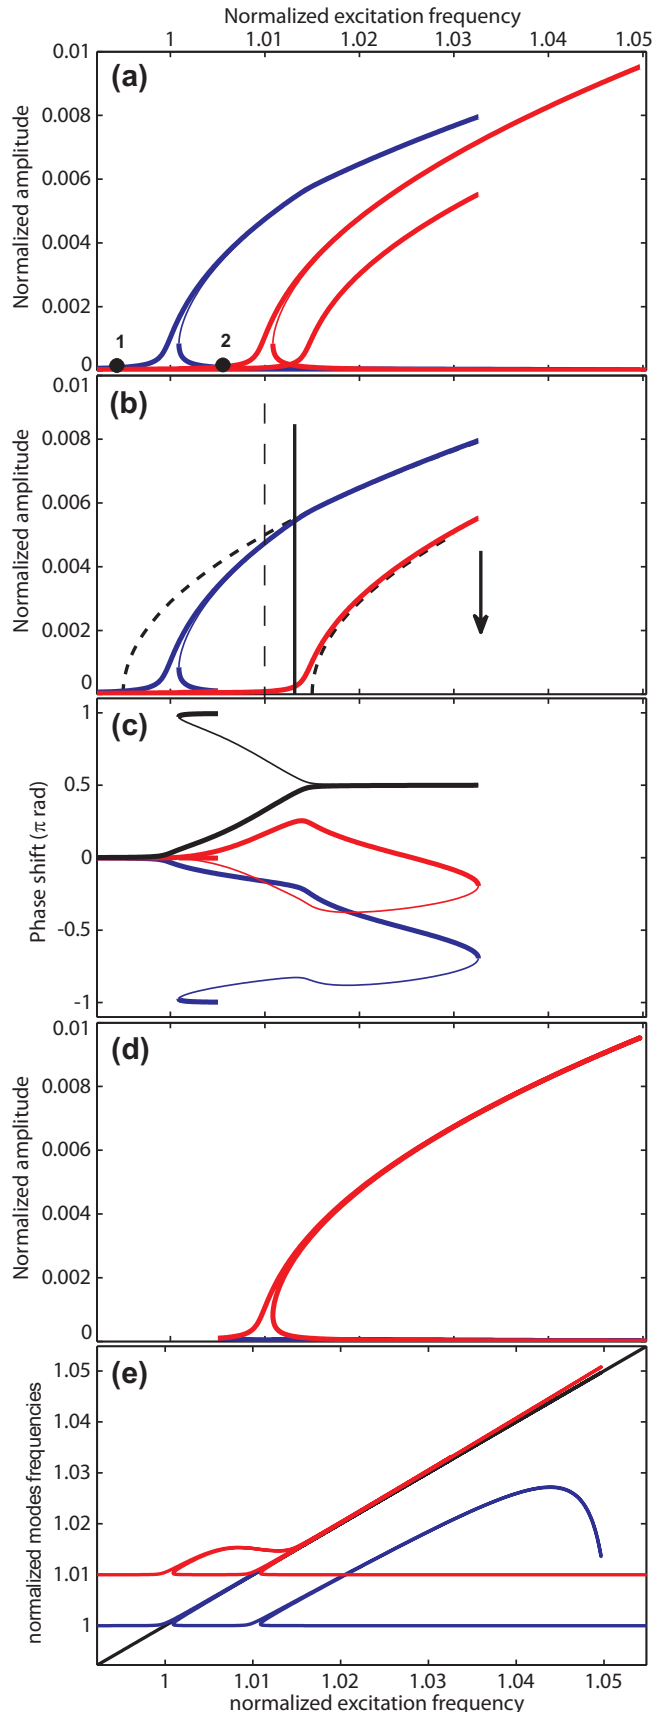 Normalized excitation frequency
1 1.01 1.02 1.03 1.04 1.05
(a)
Normalized amplitude
0.01
0.008
0.006
0.004
0.002
0
1 2
(b)
Normalized amplitude
0.01
0.008
0.006
0.004
0.002
0
(c)
Phase shift (π rad)
1
0.5
0
-0.5
-1
(d)
Normalized amplitude
0.01
0.008
0.006
0.004
0.002
0
(e)
normalized modes frequencies
1.05
1.04
1.03
1.02
1.01
1
1 1.01 1.02 1.03 1.04 1.05
normalized excitation frequency